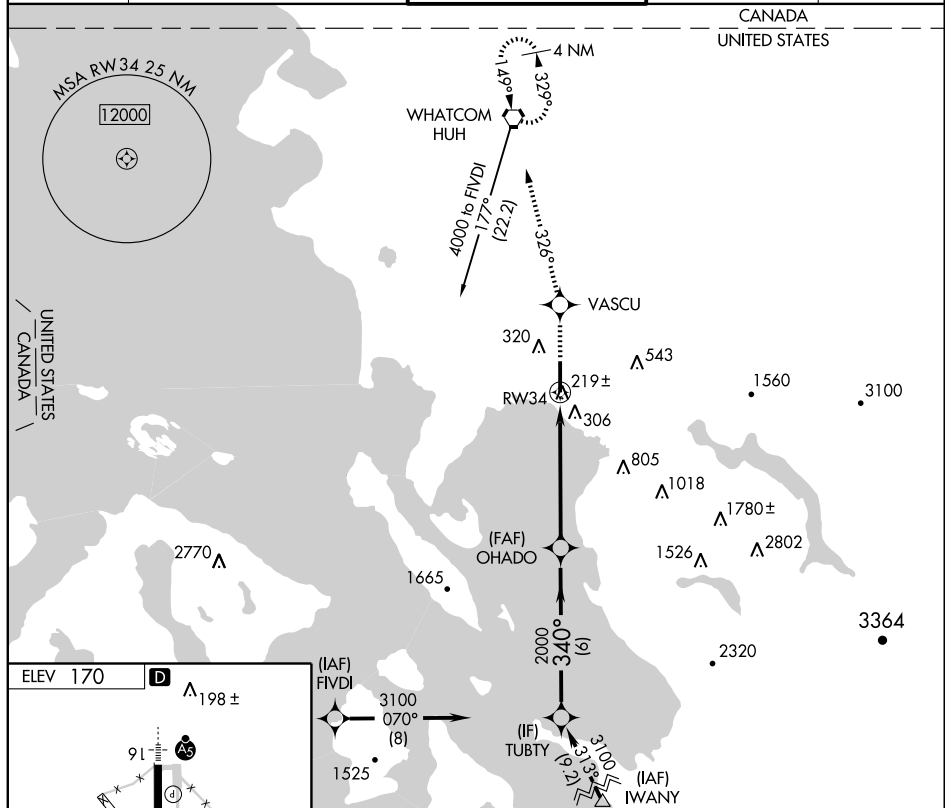 CANADA
UNITED STATES
MSA RW34 25 NM
12000
4 NM
149°
329°
WHATCOM
HUH
4000 to FIVDI
177°
(22.2)
326°
VASCU
UNITED STATES
CANADA
320
543
219±
RW34
306
1560
3100
805
1018
1780±
2802
1526
2770
(FAF)
OHADO
1665
3364
2000
340°
(6)
2320
(IAF)
FIVDI
3100
070°
(8)
1525
(IF)
TUBTY
3100
313°
(9.2)
(IAF)
IWANY
ELEV 170
D
198±
16
A5
P